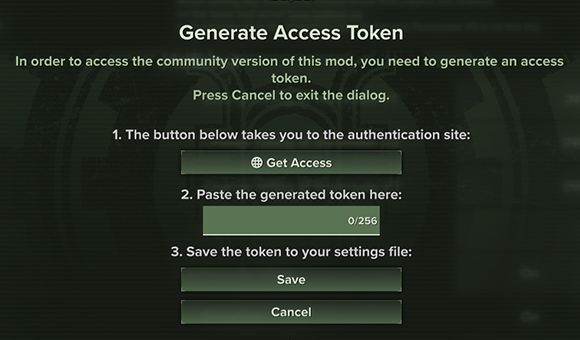 Generate Access Token
In order to access the community version of this mod, you need to generate an access
token.
Press Cancel to exit the dialog.
1. The button below takes you to the authentication site:
Get Access
2. Paste the generated token here:
0/256
3. Save the token to your settings file:
Save
Cancel